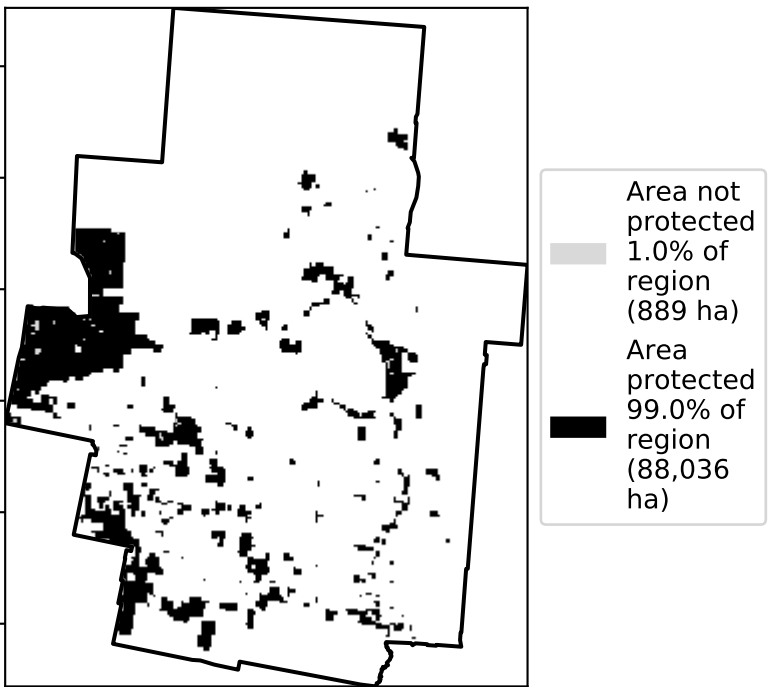 Area not
protected
1.0% of
region
(889 ha)
Area
protected
99.0% of
region
(88,036
ha)